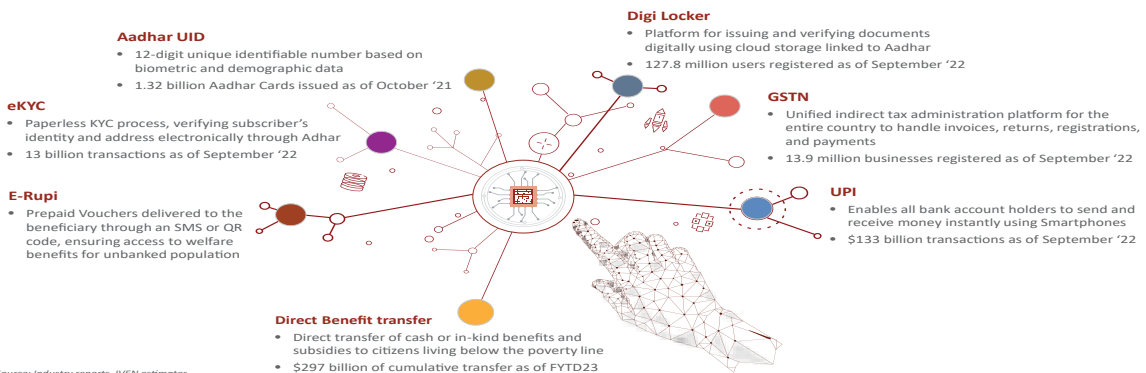 Aadhar UID
• 12-digit unique identifiable number based on
biometric and demographic data
• 1.32 billion Aadhar Cards issued as of October '21
eKYC
• Paperless KYC process, verifying subscriber's
identity and address electronically through Adhar
• 13 billion transactions as of September '22
E-Rupi
• Prepaid Vouchers delivered to the
beneficiary through an SMS or QR
code, ensuring access to welfare
benefits for unbanked population
Direct Benefit transfer
• Direct transfer of cash or in-kind benefits and
subsidies to citizens living below the poverty line
• $297 billion of cumulative transfer as of FYTD23
Digi Locker
• Platform for issuing and verifying documents
digitally using cloud storage linked to Aadhar
• 127.8 million users registered as of September '22
GSTN
• Unified indirect tax administration platform for the
entire country to handle invoices, returns, registrations,
and payments
• 13.9 million businesses registered as of September '22
UPI
• Enables all bank account holders to send and
receive money instantly using Smartphones
• $133 billion transactions as of September '22
Industry reports, estimates